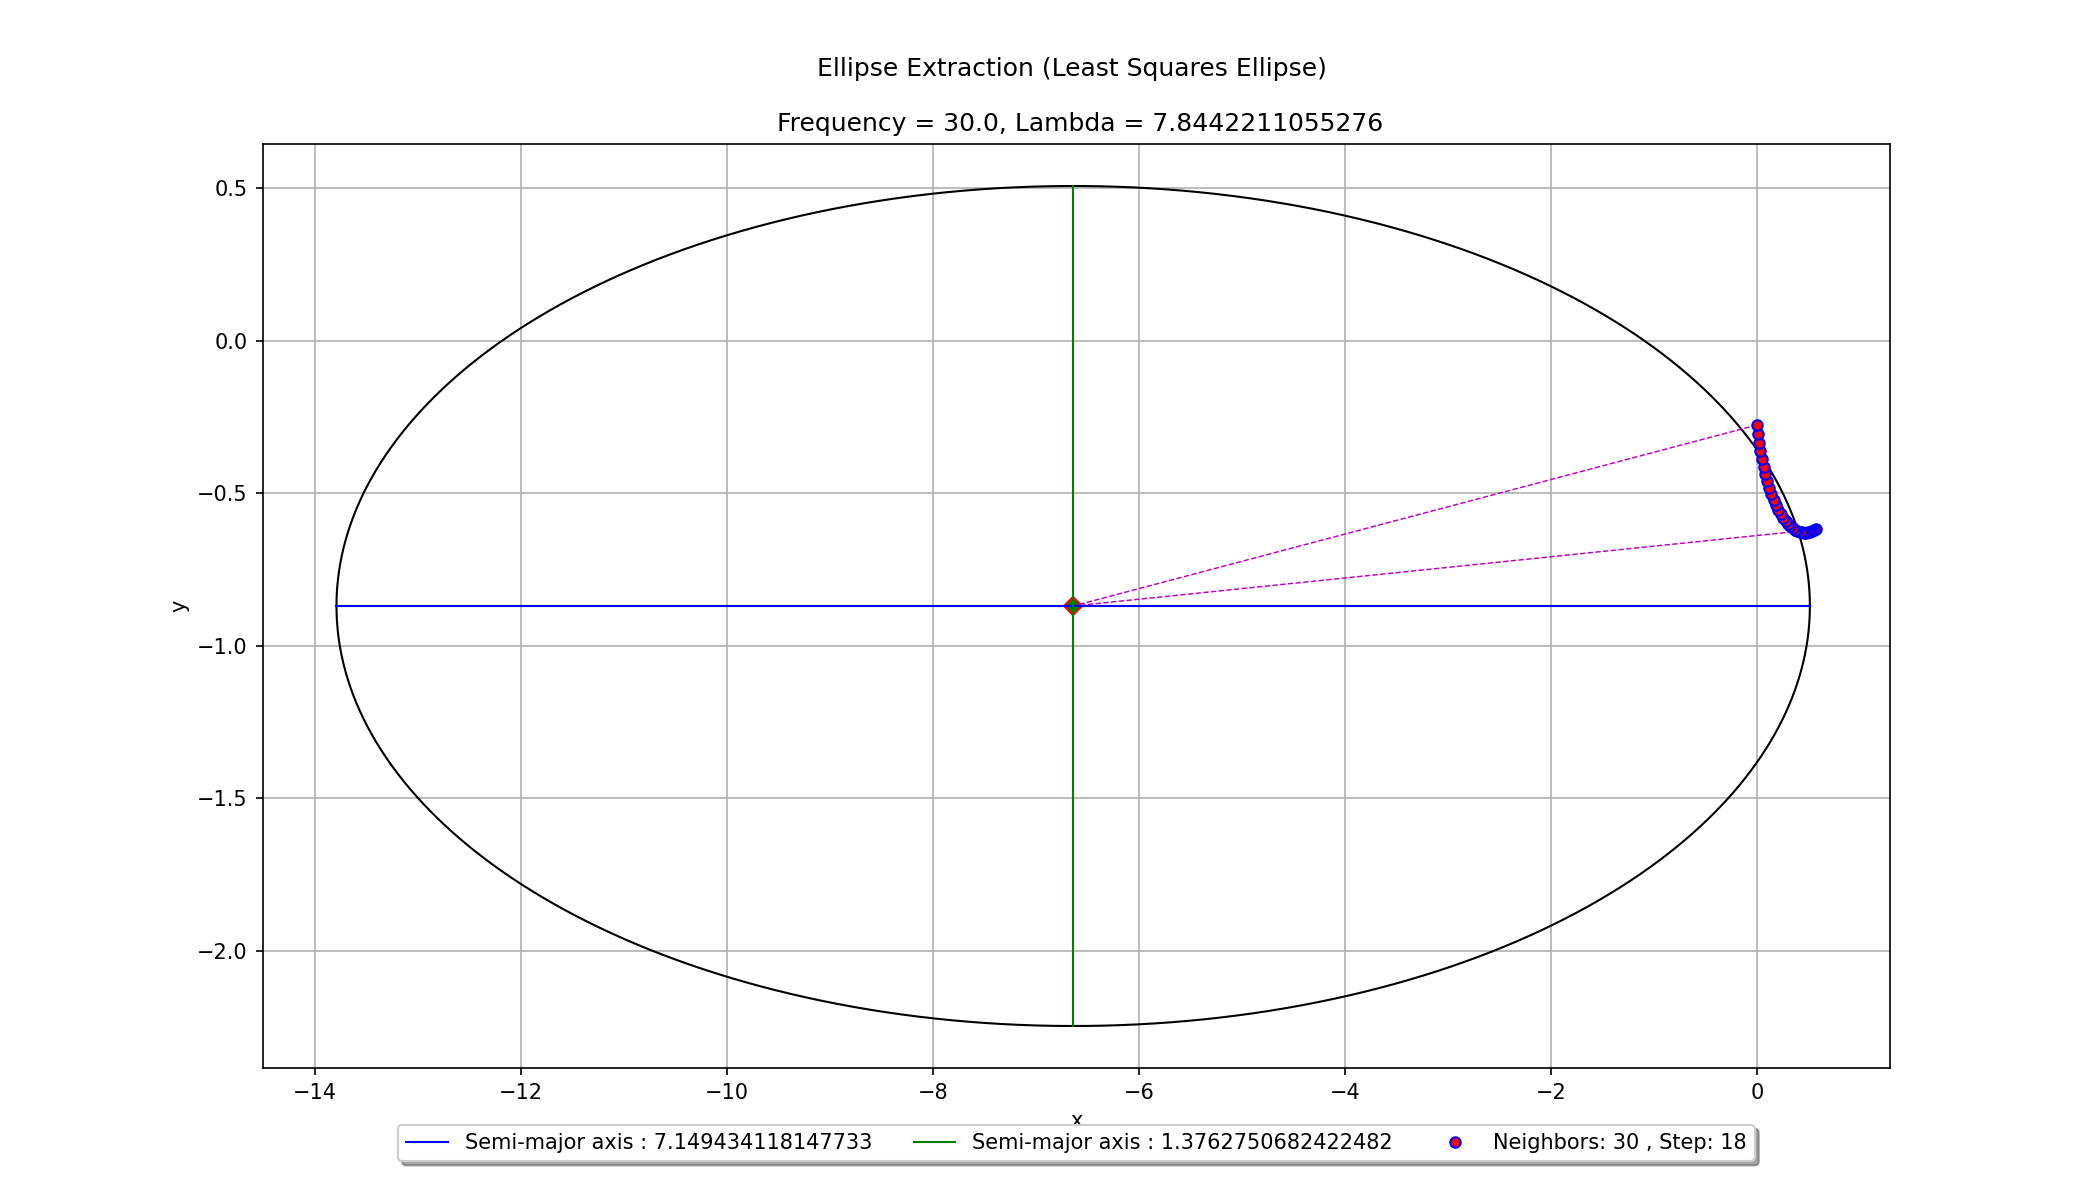 Ellipse Extraction (Least Squares Ellipse)
Frequency = 30.0, Lambda = 7.8442211055276
0.5
0.0
−0.5
−1.0
−1.5
−2.0
y
−14 −12 −10 −8 −6 −4 −2 0
x
Semi-major axis : 7.149434118147733 Semi-major axis : 1.3762750682422482 Neighbors: 30 , Step: 18